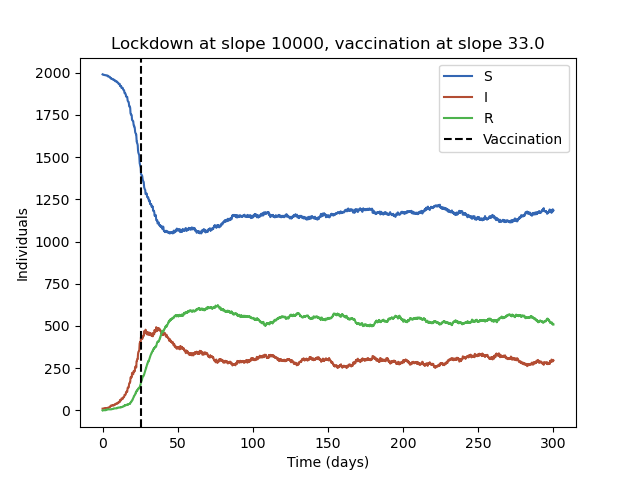 Lockdown at slope 10000, vaccination at slope 33.0
2000
1750
1500
1250
1000
750
500
250
0
Individuals
S
I
R
Vaccination
0 50 100 150 200 250 300
Time (days)